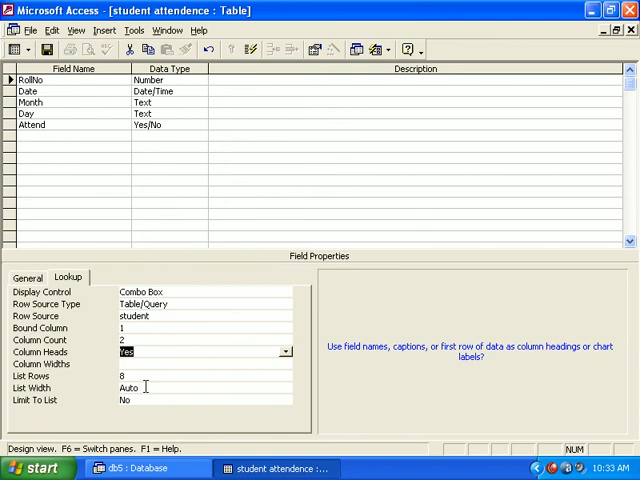 Microsoft Access - [student attendence : Table]
File Edit View Insert Tools Window Help
Field Name Data Type Description
RollNo Number
Date Date/Time
Month Text
Day Text
Attend Yes/No
Field Properties
General Lookup
Display Control Combo Box
Row Source Type Table/Query
Row Source student
Bound Column 1
Column Count 2
Column Heads Yes
Column Widths
List Rows 8
List Width Auto
Limit To List No
Use field names, captions, or first row of data as column headings or chart
labels?
Design view. F6 = Switch panes. F1 = Help. NUM
start db5 : Database student attendence :... 10:33 AM